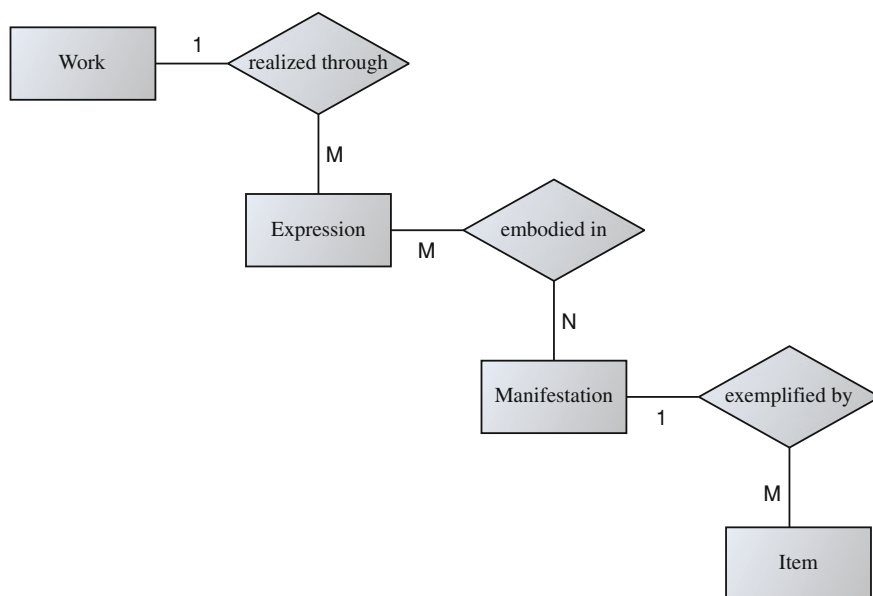 Work
1
realized through
M
Expression
M
embodied in
N
Manifestation
1
exemplified by
M
Item